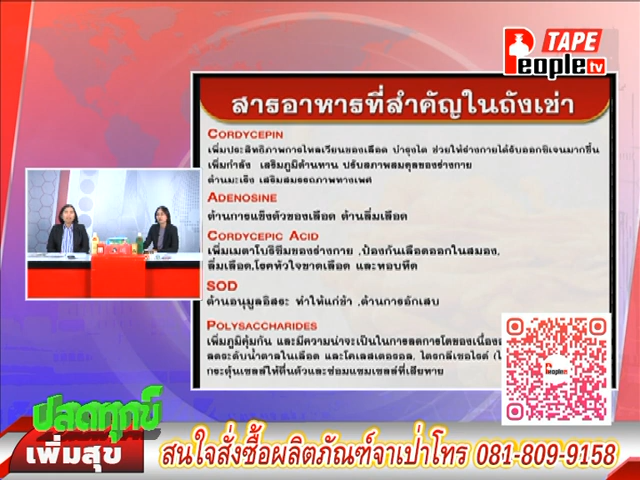 TAPE
People tv
สารอาหารที่สำคัญในถังเช่า
CORDYCEPIN
เพิ่มประสิทธิภาพการไหลเวียนของเลือด บำรุงไต ช่วยให้ร่างกายได้รับออกซิเจนมากขึ้น
เพิ่มกำลัง เสริมภูมิต้านทาน ปรับสภาพสมดุลของร่างกาย
ต้านมะเร็ง เสริมสมรรถภาพทางเพศ
ADENOSINE
ต้านการแข็งตัวของเลือด ต้านลิ่มเลือด
CORDYCEPIC ACID
เพิ่มเมตาโบริซึมของร่างกาย ,ป้องกันเลือดออกในสมอง,
ลิ่มเลือด,โรคหัวใจขาดเลือด และหอบหืด
SOD
ต้านอนุมูลอิสระ ทำให้แก่ช้า ,ต้านการอักเสบ
POLYSACCHARIDES
เพิ่มภูมิคุ้มกัน และมีความน่าจะเป็นในการลดการโตของเนื้องอ
ลดระดับน้ำตาลในเลือด และโคเลสเตอรอล, ไตรกลีเซอไรด์
กระตุ้นเซลล์ให้ตื่นตัวและซ่อมแซมเซลล์ที่เสียหาย
People tv
ปลดทุกข์
เพิ่มสุข
สนใจสั่งซื้อผลิตภัณฑ์จาเป่าโทร 081-809-9158